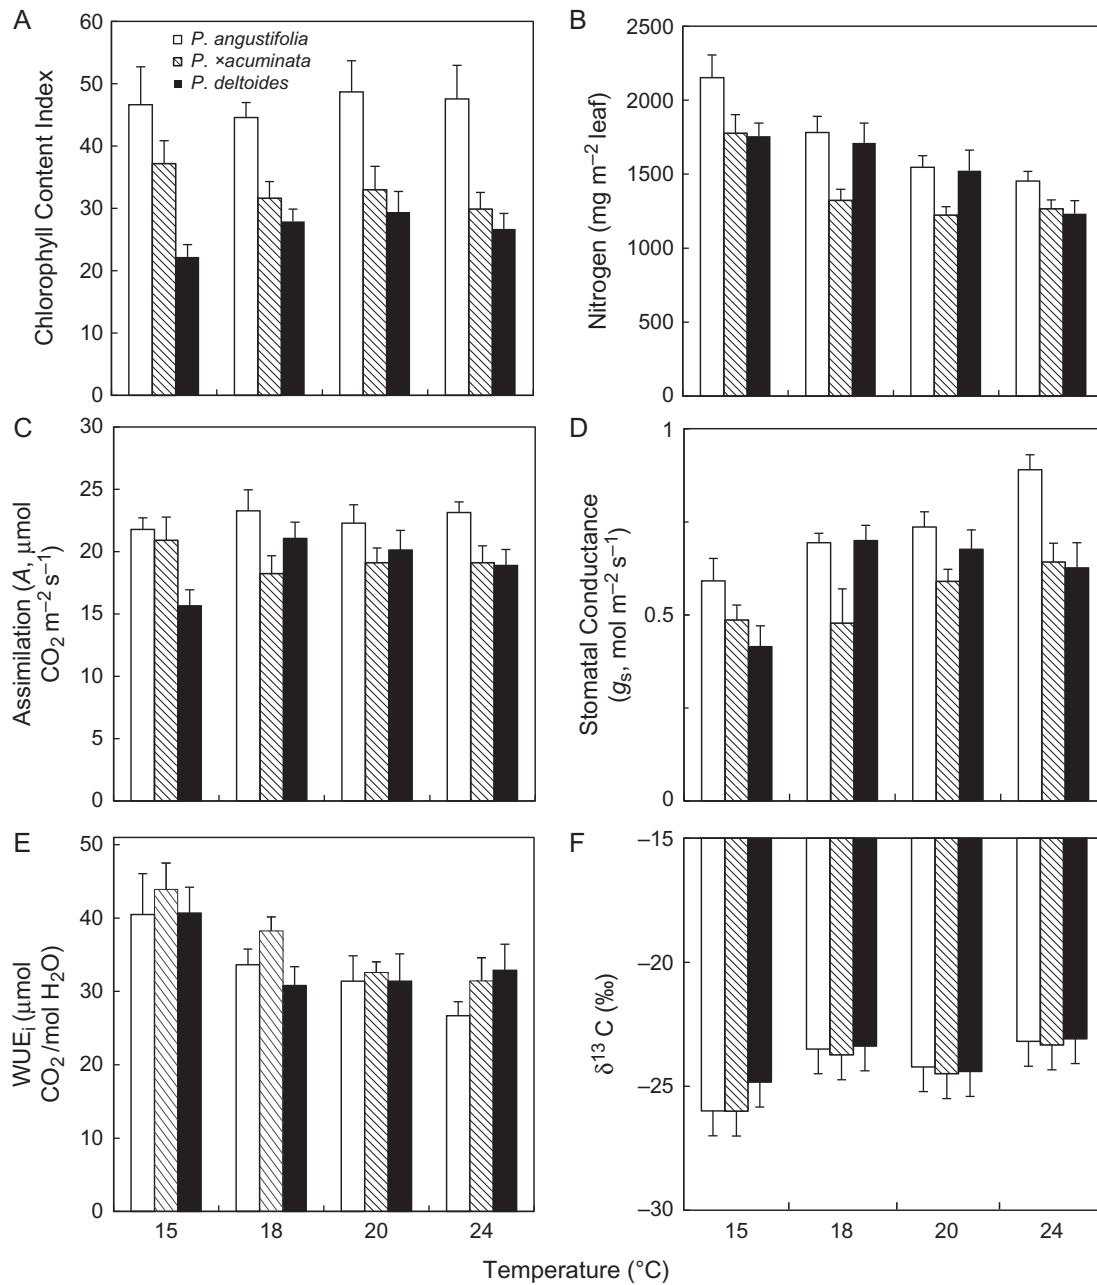 A
60
50
40
30
20
10
0
Chlorophyll Content Index
P. angustifolia
P. ×acuminata
P. deltoides
B
2500
2000
1500
1000
500
0
Nitrogen (mg m−2 leaf)
C
30
25
20
15
10
5
0
Assimilation (A, μmol
CO2 m−2 s−1)
D
1
0.5
0
Stomatal Conductance
(gs, mol m−2 s−1)
E
50
40
30
20
10
0
WUEi (μmol
CO2 /mol H2O)
15
18
20
24
F
−15
−20
−25
−30
δ13 C (‰)
15
18
20
24
Temperature (°C)